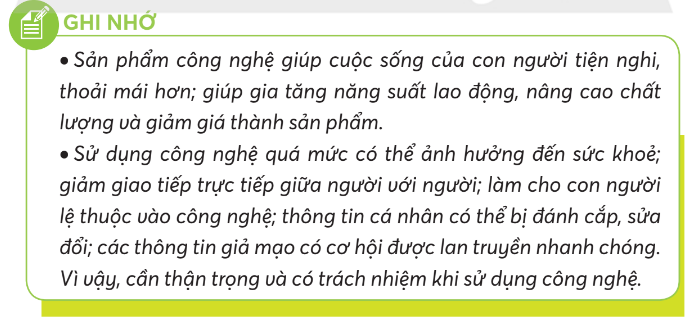 GHI NHỚ
• Sản phẩm công nghệ giúp cuộc sống của con người tiện nghi,
thoải mái hơn; giúp gia tăng năng suất lao động, nâng cao chất
lượng và giảm giá thành sản phẩm.
• Sử dụng công nghệ quá mức có thể ảnh hưởng đến sức khoẻ;
giảm giao tiếp trực tiếp giữa người với người; làm cho con người
lệ thuộc vào công nghệ; thông tin cá nhân có thể bị đánh cắp, sửa
đổi; các thông tin giả mạo có cơ hội được lan truyền nhanh chóng.
Vì vậy, cần thận trọng và có trách nhiệm khi sử dụng công nghệ.